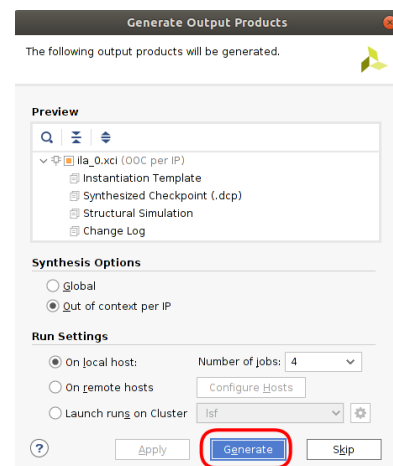 Generate Output Products
The following output products will be generated.
Preview
ila_0.xci (OOC per IP)
Instantiation Template
Synthesized Checkpoint (.dcp)
Structural Simulation
Change Log
Synthesis Options
Global
Out of context per IP
Run Settings
On local host: Number of jobs: 4
On remote hosts Configure Hosts
Launch runs on Cluster lsf
? Apply Generate Skip